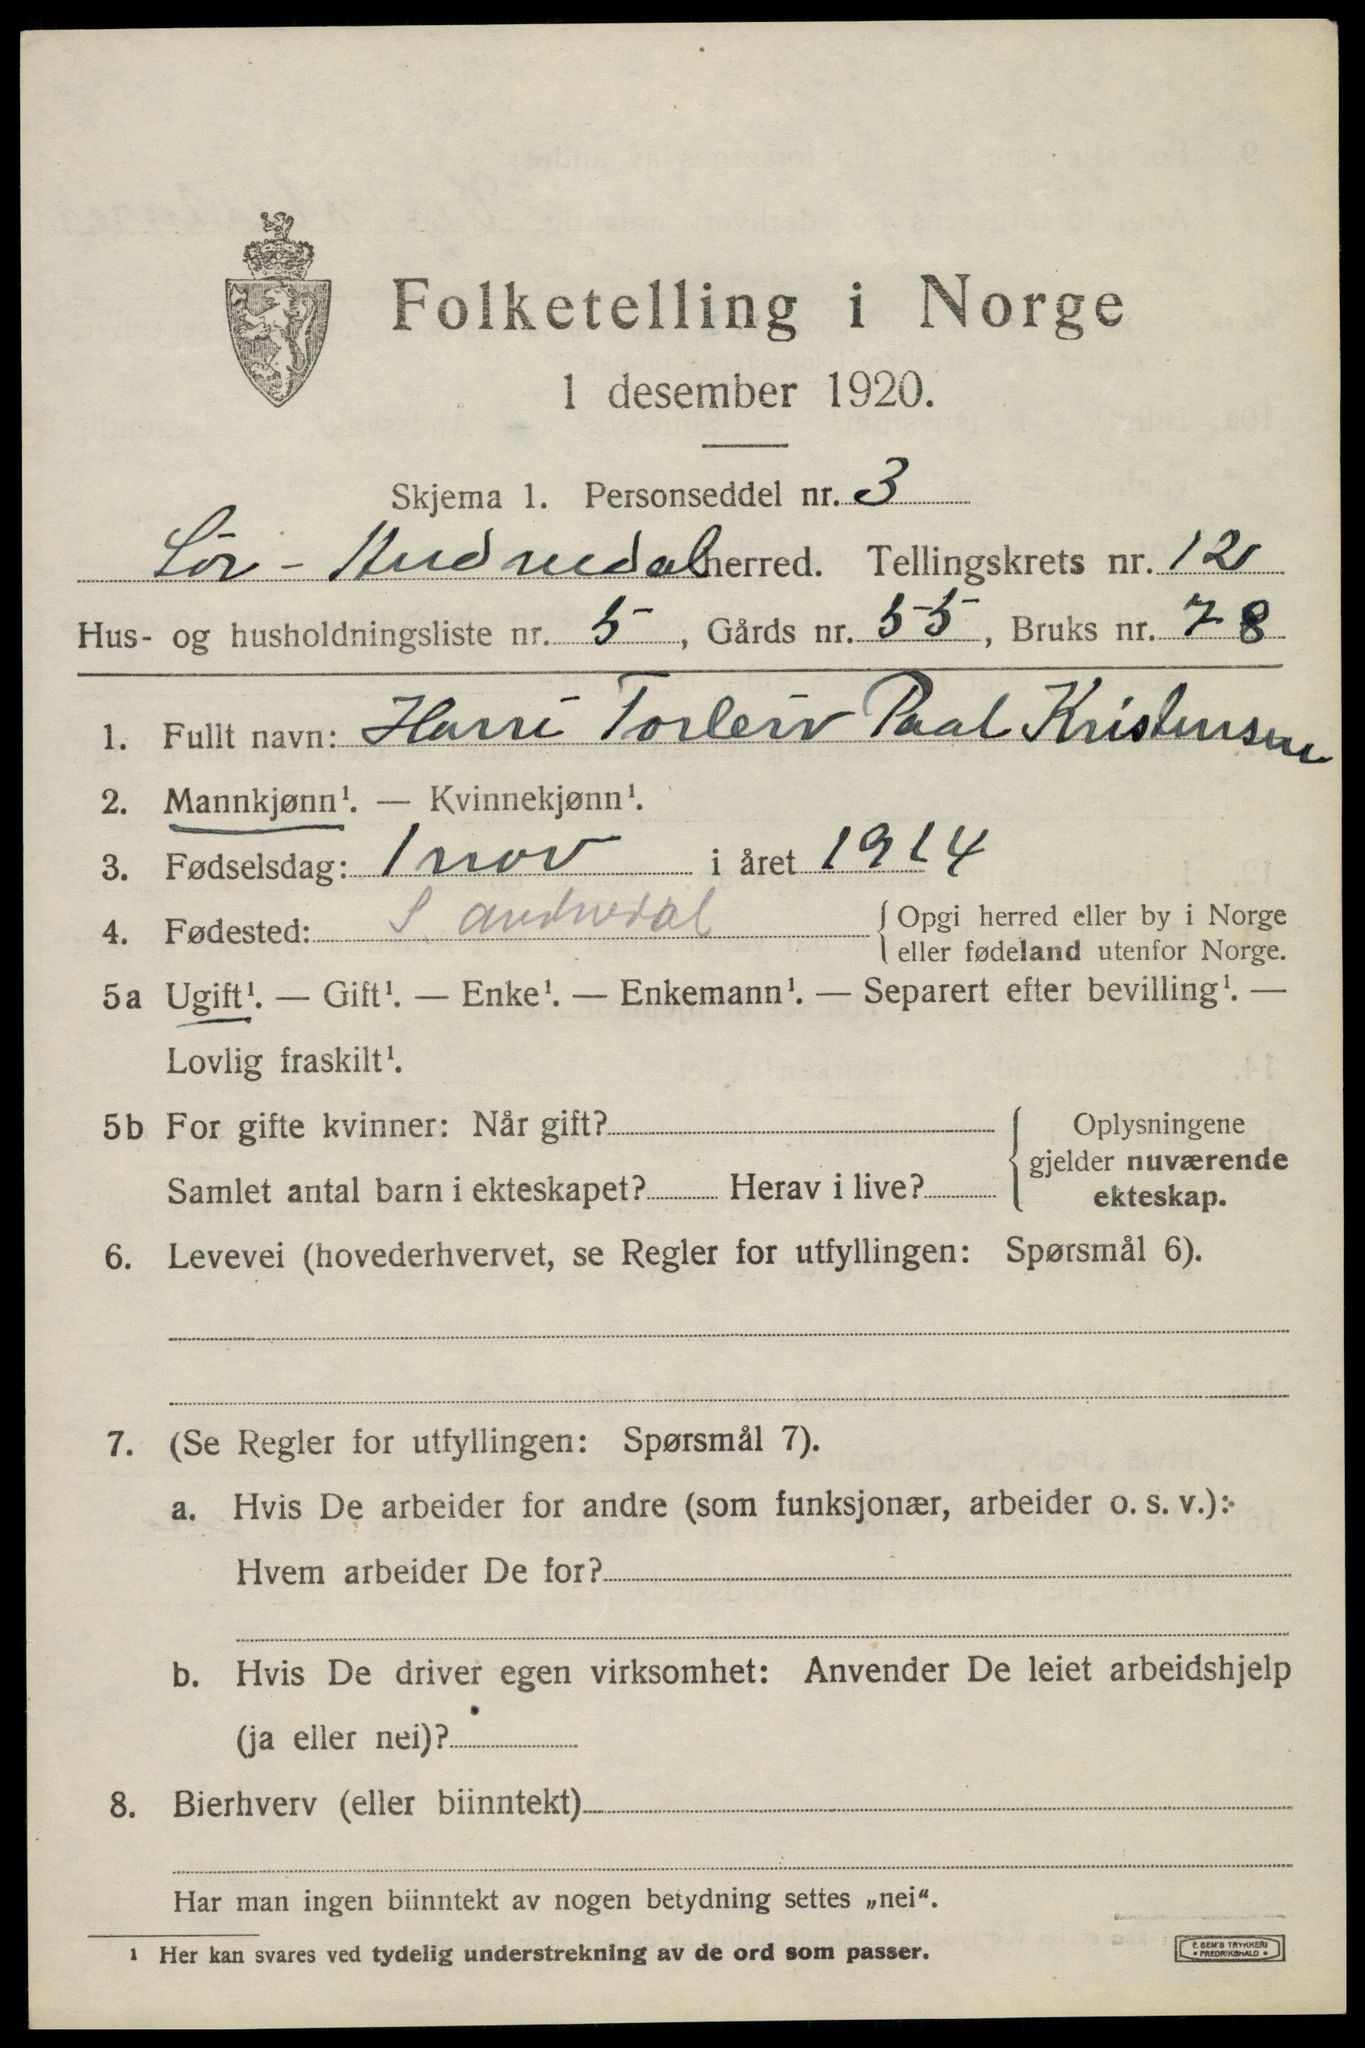 Folketelling i Norge
1 desember 1920.
Skjema 1. Personseddel nr. 3
Sör - Audnedal herred. Tellingskrets nr. 12
Hus- og husholdningsliste nr. 5, Gårds nr. 55, Bruks nr. 78
1. Fullt navn: Harri Torleiv Paal Kristensen
2. Mannkjønn¹. — Kvinnekjønn¹.
3. Fødselsdag: 1 nov i året 1914
4. Fødested: S. Audnedal { Opgi herred eller by i Norge
eller fødeland utenfor Norge.
5a Ugift¹. — Gift¹. — Enke¹. — Enkemann¹. — Separert efter bevilling¹. —
Lovlig fraskilt¹.
5b For gifte kvinner: Når gift?
Samlet antal barn i ekteskapet? Herav i live?
Oplysningene
gjelder nuværende
ekteskap.
6. Levevei (hovederhvervet, se Regler for utfyllingen: Spørsmål 6).
7. (Se Regler for utfyllingen: Spørsmål 7).
a. Hvis De arbeider for andre (som funksjonær, arbeider o. s. v.):
Hvem arbeider De for?
b. Hvis De driver egen virksomhet: Anvender De leiet arbeidshjelp
(ja eller nei)?
8. Bierhverv (eller biinntekt)
Har man ingen biinntekt av nogen betydning settes „nei“.
¹ Her kan svares ved tydelig understrekning av de ord som passer.
E. SEM'S TRYKKERI
FREDRIKSHALD